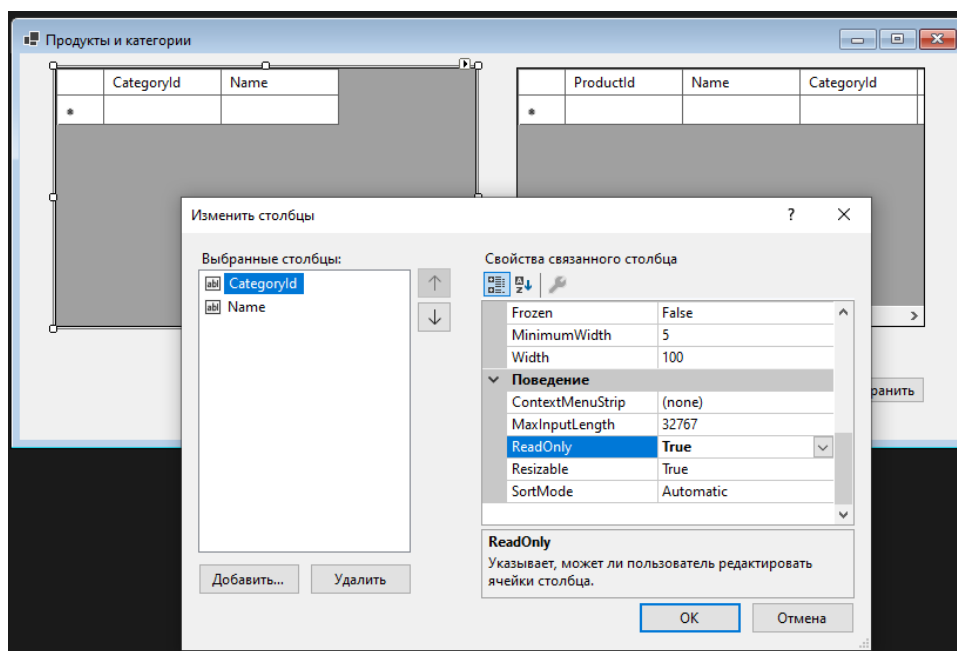 Продукты и категории
CategoryId Name
ProductId Name CategoryId
Изменить столбцы ?
Выбранные столбцы:
CategoryId
Name
Свойства связанного столбца
Frozen False
MinimumWidth 5
Width 100
Поведение
ContextMenuStrip (none)
MaxInputLength 32767
ReadOnly True
Resizable True
SortMode Automatic
ReadOnly
Указывает, может ли пользователь редактировать
ячейки столбца.
Добавить... Удалить
OK Отмена
ранить